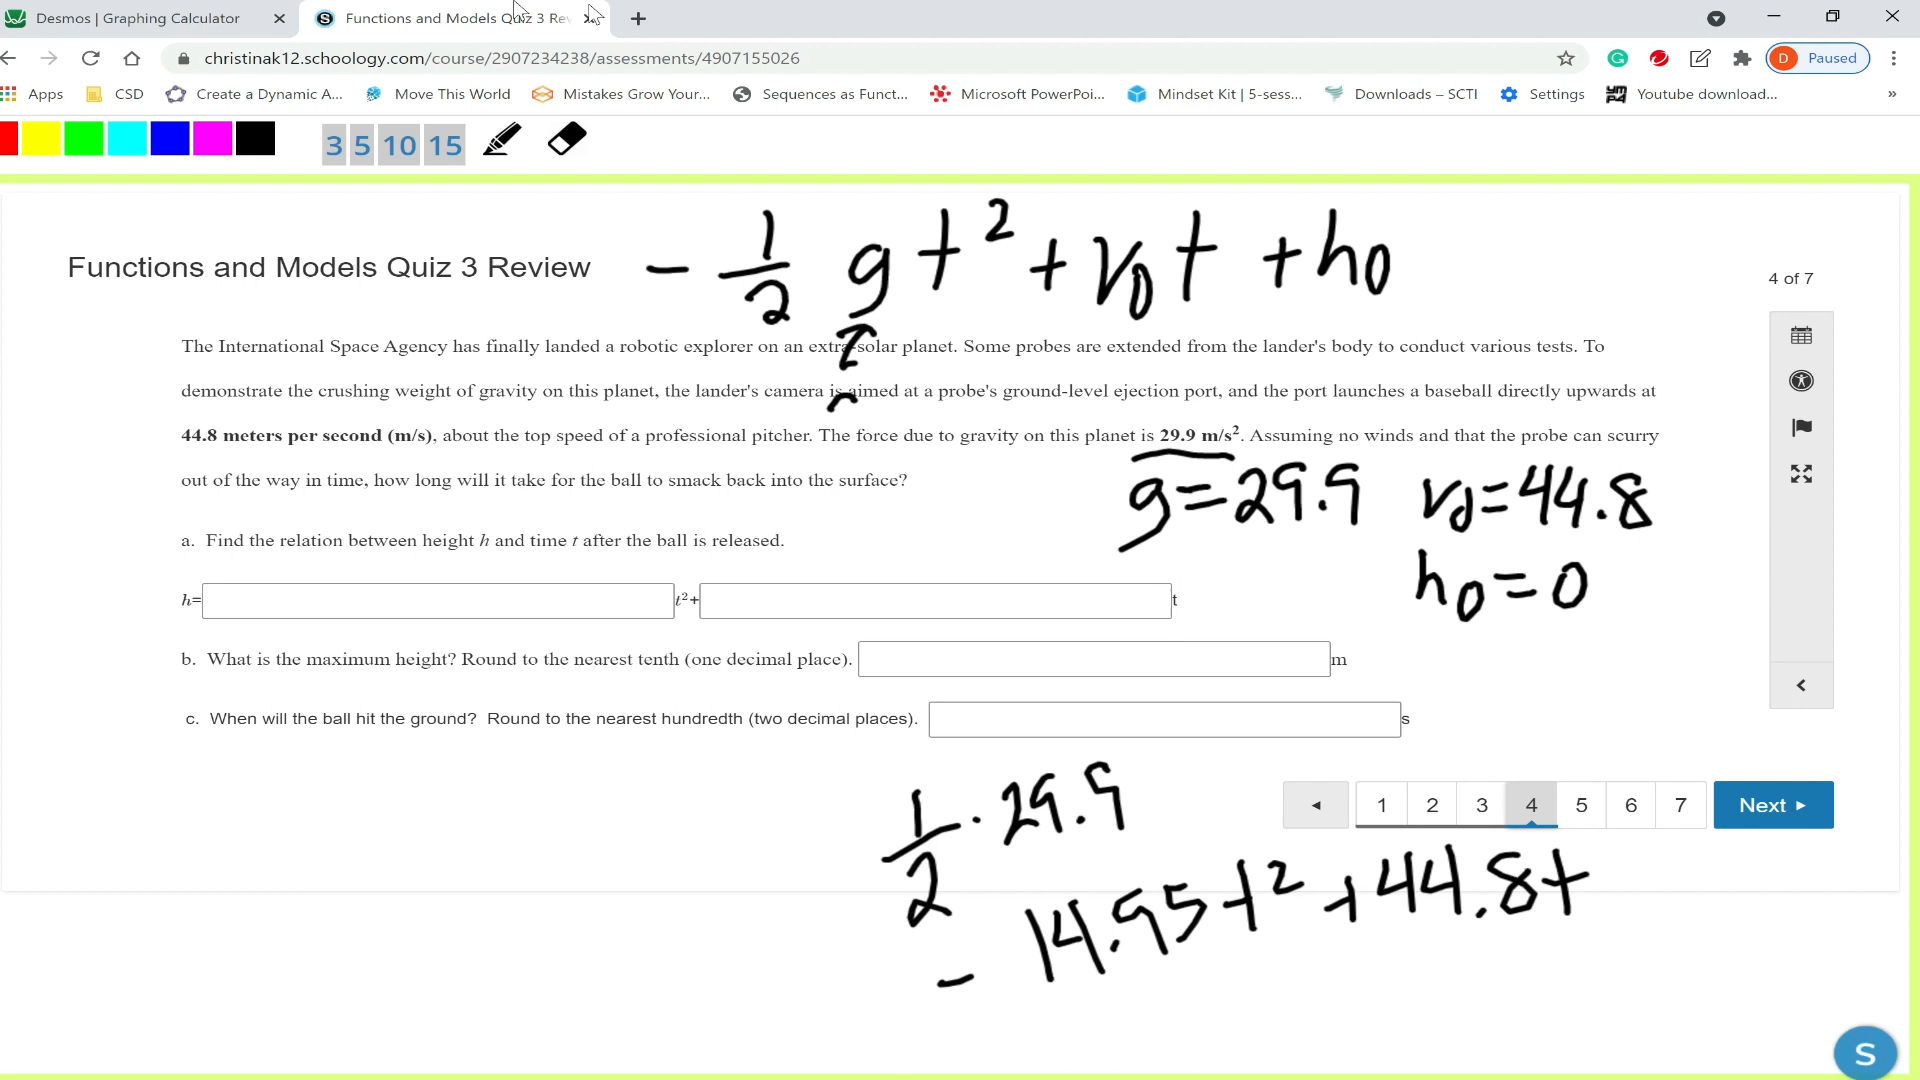 Desmos | Graphing Calculator
Functions and Models Quiz 3 Rev
christinak12.schoology.com/course/2907234238/assessments/4907155026
D Paused
Apps CSD Create a Dynamic A... Move This World Mistakes Grow Your... Sequences as Funct... Microsoft PowerPoi... Mindset Kit | 5-sess... Downloads – SCTI Settings Youtube download... »
3 5 10 15
- 1/2 g t² + v₀t + h₀
Functions and Models Quiz 3 Review
4 of 7
The International Space Agency has finally landed a robotic explorer on an extra-solar planet. Some probes are extended from the lander's body to conduct various tests. To
demonstrate the crushing weight of gravity on this planet, the lander's camera is aimed at a probe's ground-level ejection port, and the port launches a baseball directly upwards at
44.8 meters per second (m/s), about the top speed of a professional pitcher. The force due to gravity on this planet is 29.9 m/s². Assuming no winds and that the probe can scurry
out of the way in time, how long will it take for the ball to smack back into the surface?
g=29.9 v₀=44.8
a. Find the relation between height h and time t after the ball is released.
h₀=0
h= t²+ t
b. What is the maximum height? Round to the nearest tenth (one decimal place). m
c. When will the ball hit the ground? Round to the nearest hundredth (two decimal places). s
1/2 · 29.9
1 2 3 4 5 6 7 Next
- 14.95t² + 44.8t
S